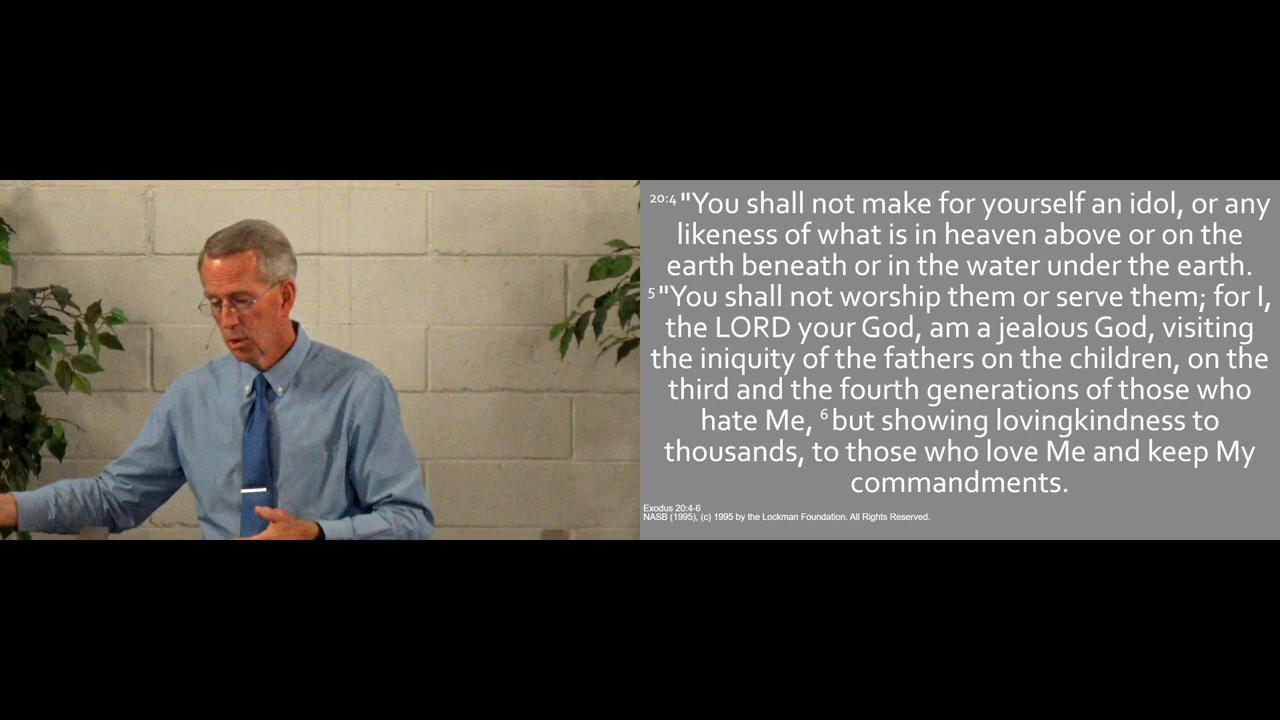 20:4 "You shall not make for yourself an idol, or any
likeness of what is in heaven above or on the
earth beneath or in the water under the earth.
5 "You shall not worship them or serve them; for I,
the LORD your God, am a jealous God, visiting
the iniquity of the fathers on the children, on the
third and the fourth generations of those who
hate Me, 6 but showing lovingkindness to
thousands, to those who love Me and keep My
commandments.
Exodus 20:4-6
NASB (1995), (c) 1995 by the Lockman Foundation. All Rights Reserved.